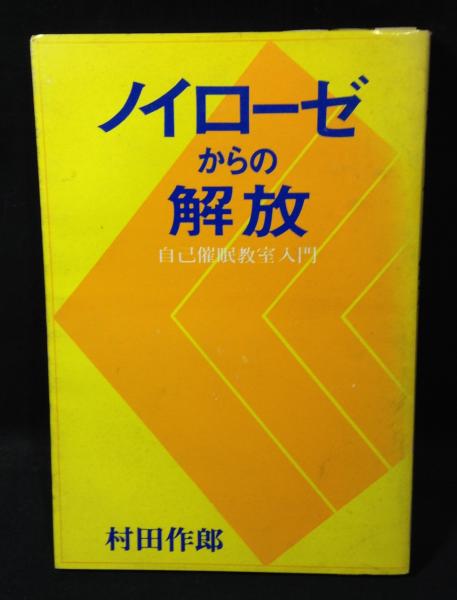 ノイローゼ
からの
解放
自己催眠教室入門
村田作郎